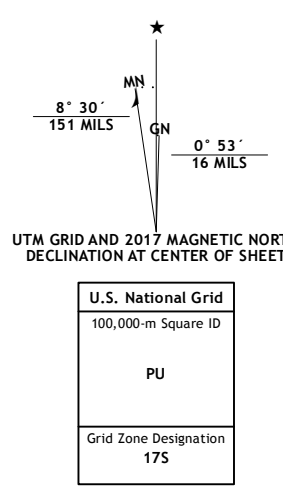 ★
MN
8° 30´
151 MILS
GN
0° 53´
16 MILS
UTM GRID AND 2017 MAGNETIC NORT
DECLINATION AT CENTER OF SHEET
U.S. National Grid
100,000-m Square ID
PU
Grid Zone Designation
17S